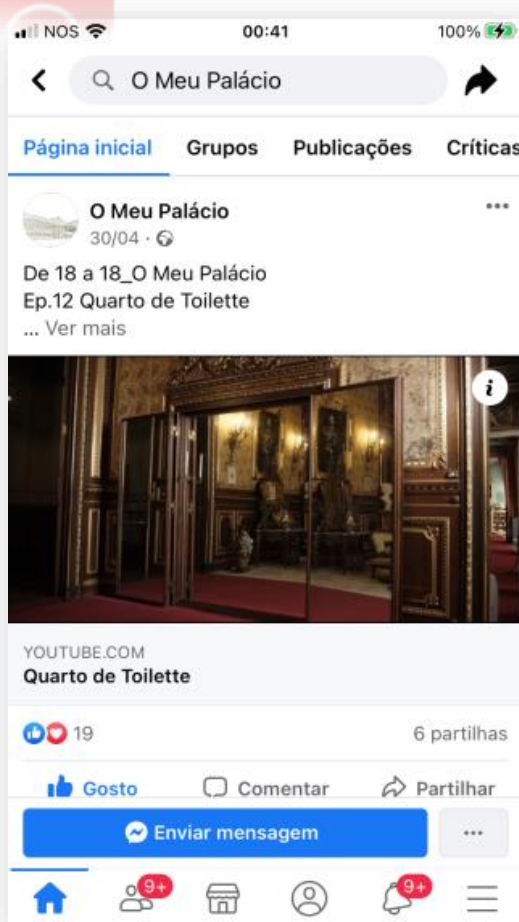 NOS 00:41 100%
O Meu Palácio
Página inicial Grupos Publicações Críticas
O Meu Palácio
30/04
De 18 a 18_O Meu Palácio
Ep.12 Quarto de Toilette
... Ver mais
YOUTUBE.COM
Quarto de Toilette
19 6 partilhas
Gosto Comentar Partilhar
Enviar mensagem
9+ 9+